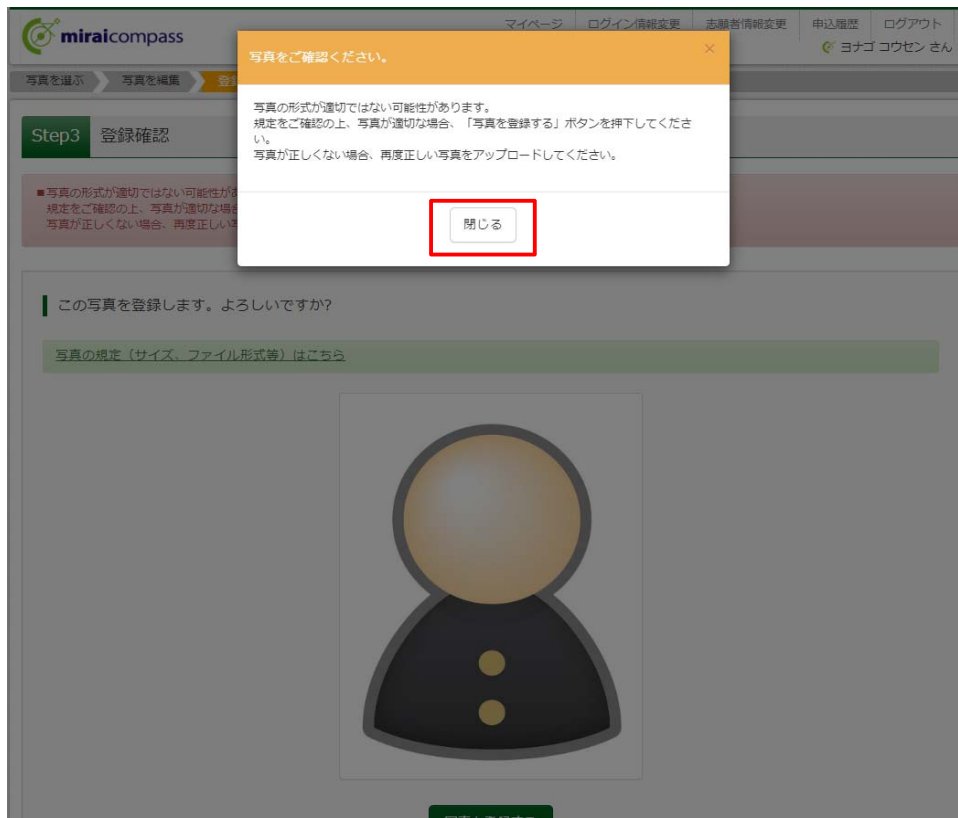 miraicompass
マイページ ログイン情報変更 志願者情報変更 申込履歴 ログアウト
ヨナゴ コウセン さん
写真を選ぶ 写真を編集 登
写真をご確認ください。 ×
写真の形式が適切ではない可能性があります。
規定をご確認の上、写真が適切な場合、「写真を登録する」ボタンを押下してくださ
い。
写真が正しくない場合、再度正しい写真をアップロードしてください。
閉じる
Step3 登録確認
■写真の形式が適切ではない可能性が
規定をご確認の上、写真が適切な場合
写真が正しくない場合、再度正しい
この写真を登録します。よろしいですか?
写真の規定（サイズ、ファイル形式等）はこちら